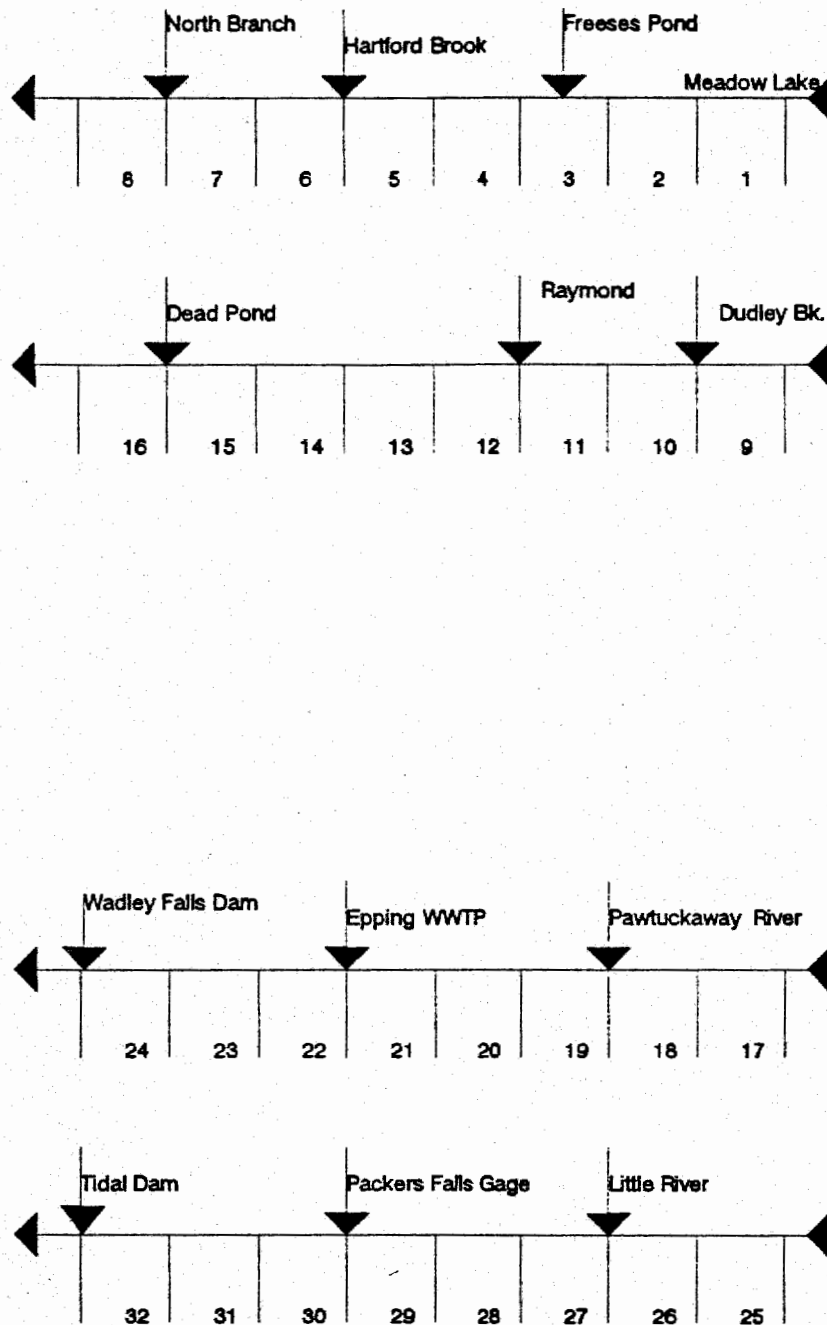 North Branch
Hartford Brook
Freeses Pond
Meadow Lake
8 7 6 5 4 3 2 1
Dead Pond
Raymond
Dudley Bk.
16 15 14 13 12 11 10 9
Wadley Falls Dam
Epping WWTP
Pawtuckaway River
24 23 22 21 20 19 18 17
Tidal Dam
Packers Falls Gage
Little River
32 31 30 29 28 27 26 25